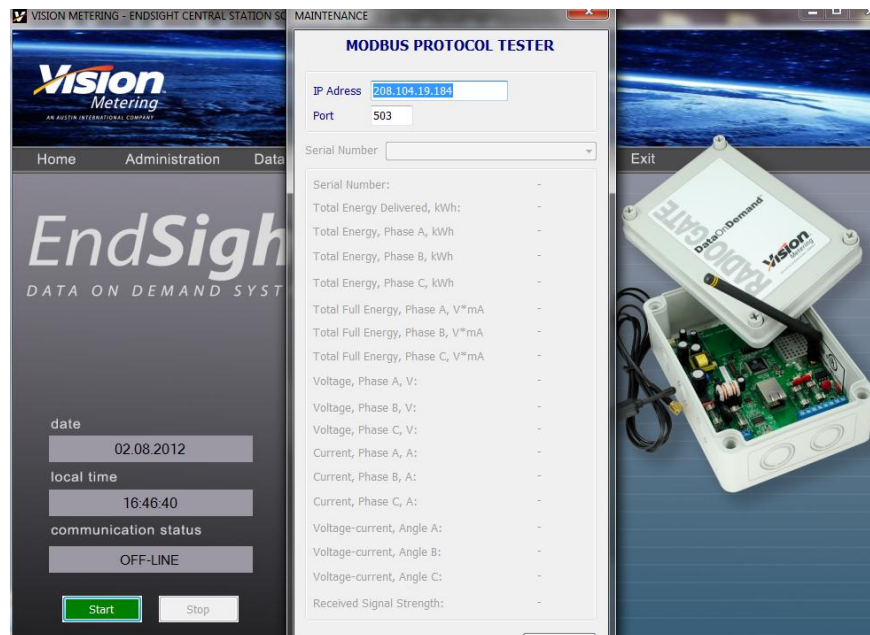 VISION METERING - ENDSIGHT CENTRAL STATION SO
MAINTENANCE
MODBUS PROTOCOL TESTER
Vision
Metering
AN AUSTIN INTERNATIONAL COMPANY
IP Adress 208.104.19.184
Port 503
Home Administration Data
Exit
Serial Number
Serial Number: -
Total Energy Delivered, kWh: -
Total Energy, Phase A, kWh -
Total Energy, Phase B, kWh -
Total Energy, Phase C, kWh -
Total Full Energy, Phase A, V*mA -
Total Full Energy, Phase B, V*mA -
Total Full Energy, Phase C, V*mA -
Voltage, Phase A, V: -
Voltage, Phase B, V: -
Voltage, Phase C, V: -
Current, Phase A, A: -
Current, Phase B, A: -
Current, Phase C, A: -
Voltage-current, Angle A: -
Voltage-current, Angle B: -
Voltage-current, Angle C: -
Received Signal Strength: -
EndSigh
DATA ON DEMAND SYST
date
02.08.2012
local time
16:46:40
communication status
OFF-LINE
Start Stop
RADIO GATE
DataOnDemand
Vision
Metering